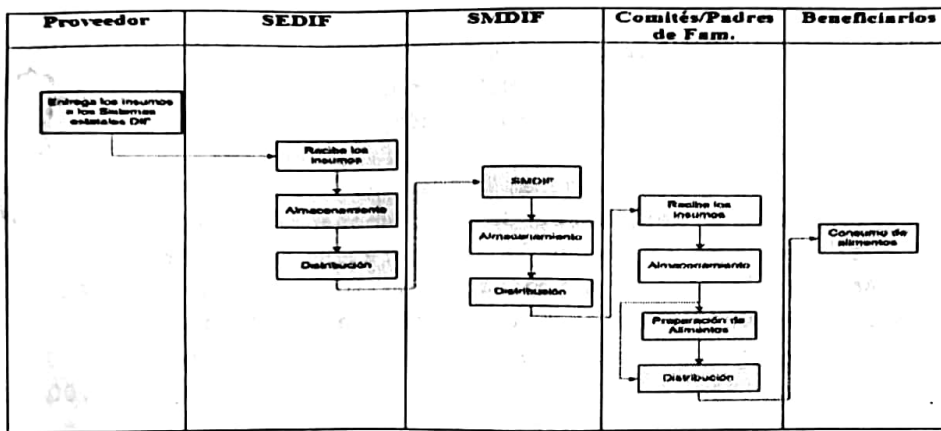 Proveedor
SEDIF
SMDIF
Comités/Padres
de Fam.
Beneficiarios
Entrega los insumos
a los Sistemas
estatales DIF
Recibe los
insumos
Almacenamiento
Distribución
SMDIF
Almacenamiento
Distribución
Recibe los
insumos
Almacenamiento
Preparación de
Alimentos
Distribución
Consumo de
alimentos